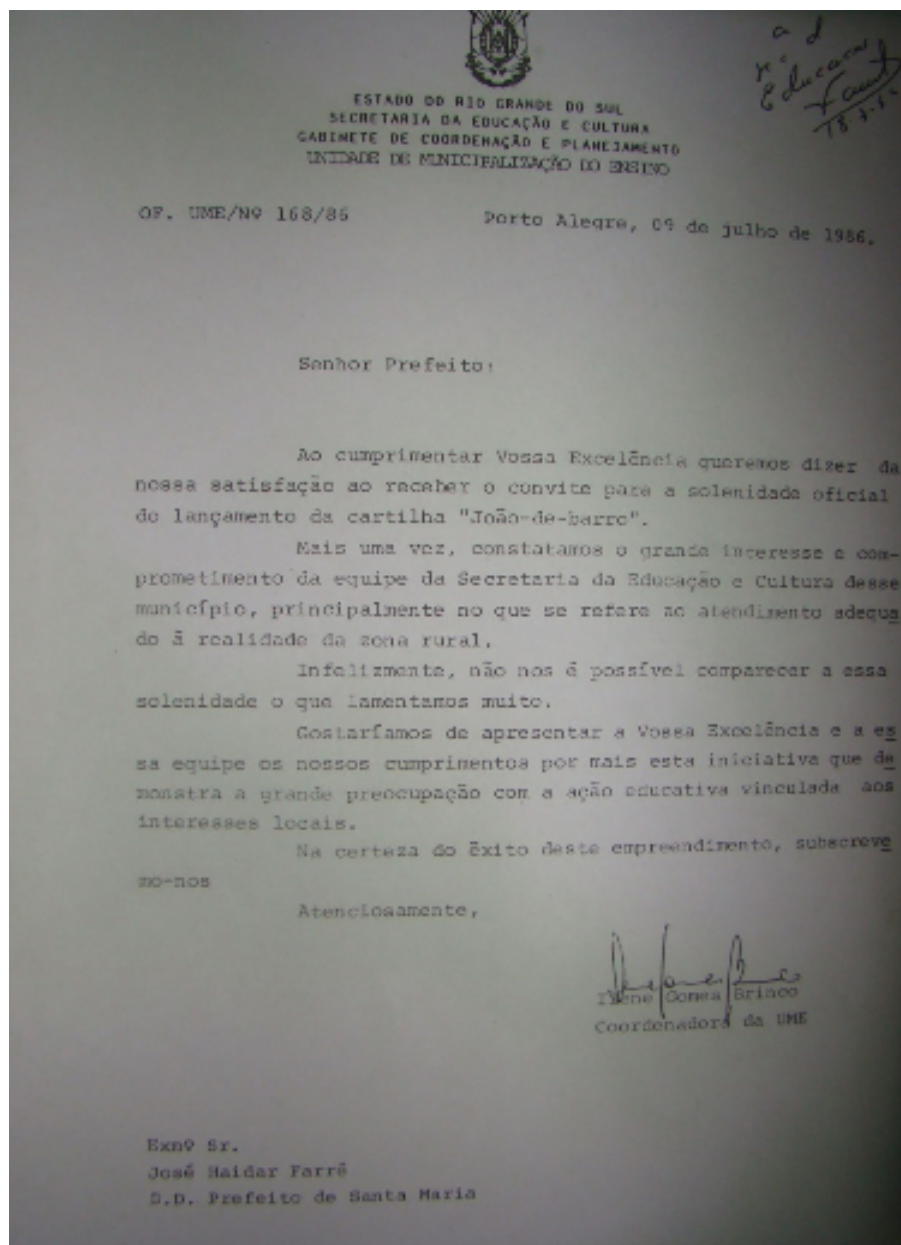 a d
Educacao
18.7.86
ESTADO DO RIO GRANDE DO SUL
SECRETARIA DA EDUCAÇÃO E CULTURA
GABINETE DE COORDENAÇÃO E PLANEJAMENTO
UNIDADE DE MUNICIPALIZAÇÃO DO ENSINO
OF. UME/Nº 168/86
Porto Alegre, 09 de julho de 1986.
Senhor Prefeito:
Ao cumprimentar Vossa Excelência queremos dizer da
nossa satisfação ao receber o convite para a solenidade oficial
do lançamento da cartilha "João-de-barro".
Mais uma vez, constatamos o grande interesse e com-
prometimento da equipe da Secretaria da Educação e Cultura desse
município, principalmente no que se refere ao atendimento adequa
do à realidade da zona rural.
Infelizmente, não nos é possível comparecer a essa
solenidade o que lamentamos muito.
Gostaríamos de apresentar a Vossa Excelência e a es
sa equipe os nossos cumprimentos por mais esta iniciativa que de
monstra a grande preocupação com a ação educativa vinculada aos
interesses locais.
Na certeza do êxito deste empreendimento, subscreve
mo-nos
Atenciosamente,
Irene Gomes Brinco
Coordenadora da UME
Exmº Sr.
José Haidar Farré
D.D. Prefeito de Santa Maria